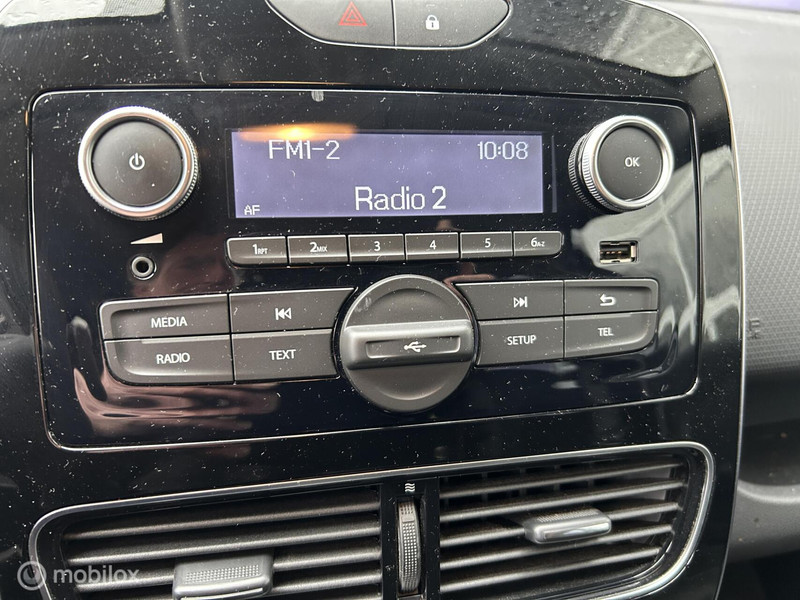 FM1-2 10:08
Radio 2
AF
OK
1RPT 2MIX 3 4 5 6A-Z
MEDIA
RADIO TEXT
SETUP TEL
mobilox